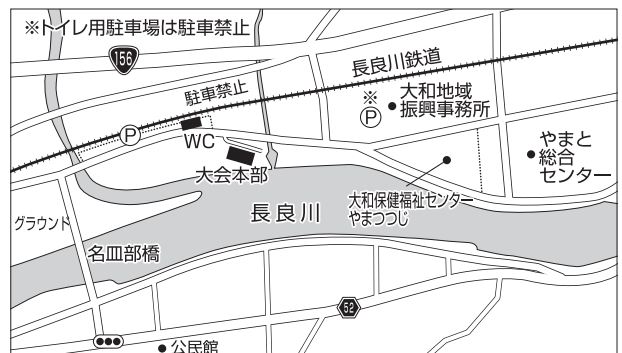 ※トイレ用駐車場は駐車禁止
156
長良川鉄道
駐車禁止
※
P
大和地域
振興事務所
P
WC
大会本部
やまと
総合
センター
大和保健福祉センター
やまつつじ
長良川
グラウンド
名皿部橋
52
公民館